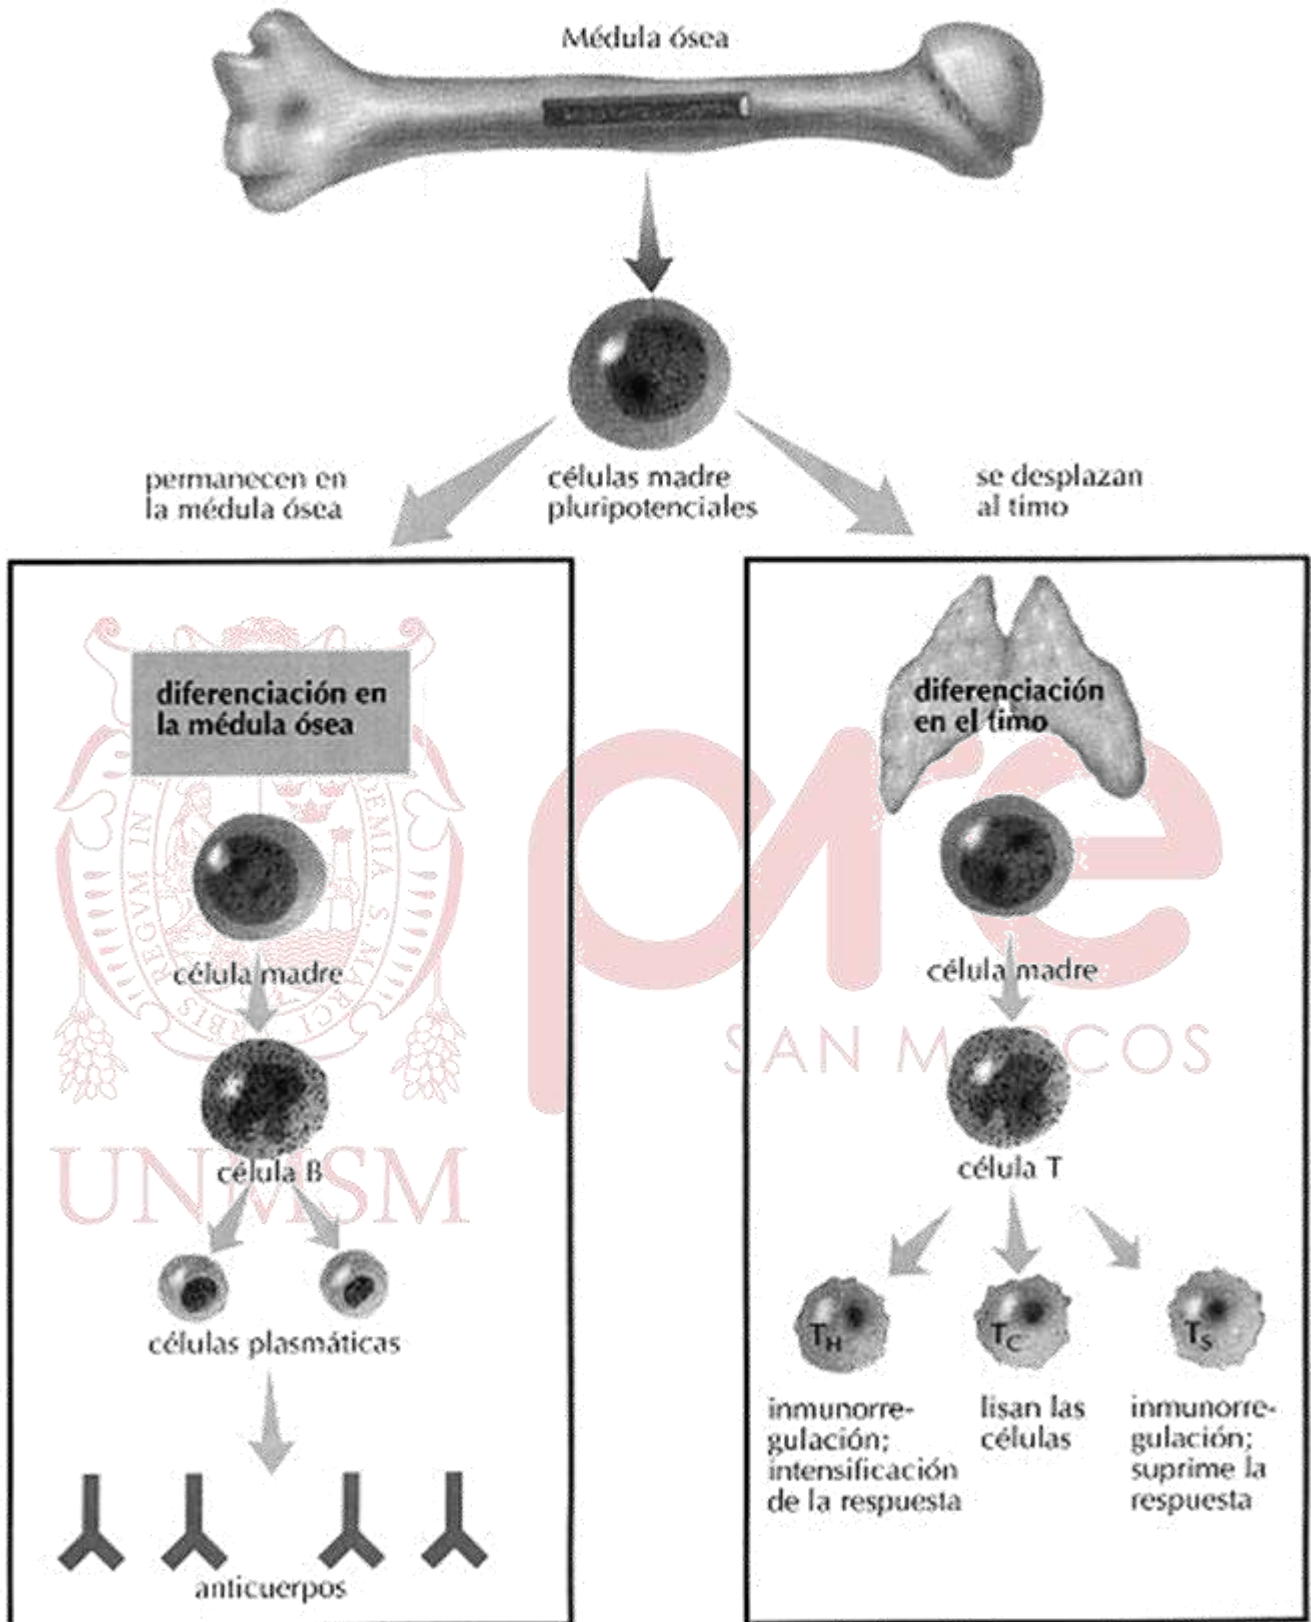 Médula ósea
permanecen en
la médula ósea
células madre
pluripotenciales
se desplazan
al timo
diferenciación en
la médula ósea
célula madre
célula B
células plasmáticas
anticuerpos
diferenciación
en el timo
célula madre
célula T
TH
TC
TS
inmunorre-
gulación;
intensificación
de la respuesta
lisan las
células
inmunorre-
gulación;
suprime la
respuesta
UNMSM
pre
SAN MARCOS